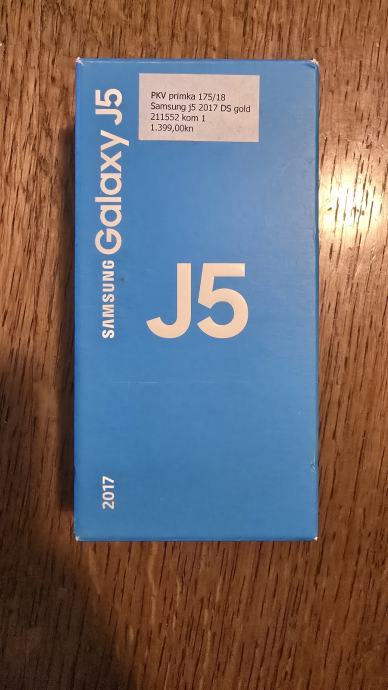 PKV primka 175/18
Samsung j5 2017 DS gold
211552 kom 1
1.399,00kn
SAMSUNG Galaxy J5
J5
2017